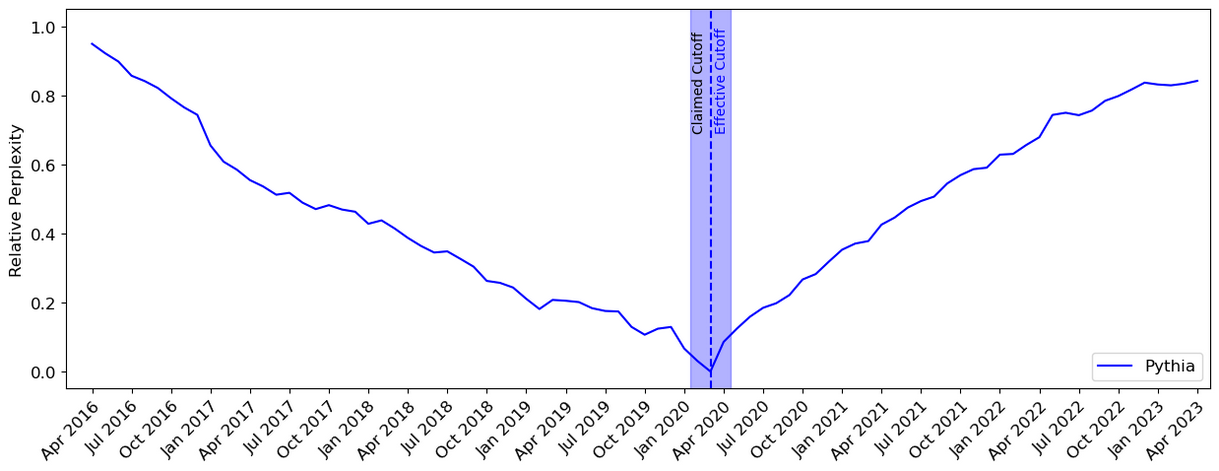 1.0
0.8
0.6
0.4
0.2
0.0
Relative Perplexity
Claimed Cutoff
Effective Cutoff
Pythia
Apr 2016
Jul 2016
Oct 2016
Jan 2017
Apr 2017
Jul 2017
Oct 2017
Jan 2018
Apr 2018
Jul 2018
Oct 2018
Jan 2019
Apr 2019
Jul 2019
Oct 2019
Jan 2020
Apr 2020
Jul 2020
Oct 2020
Jan 2021
Apr 2021
Jul 2021
Oct 2021
Jan 2022
Apr 2022
Jul 2022
Oct 2022
Jan 2023
Apr 2023